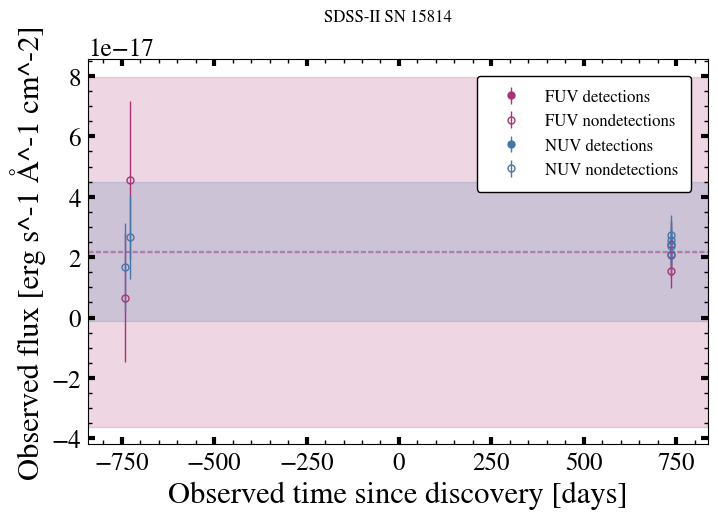 SDSS-II SN 15814
1e−17
FUV detections
FUV nondetections
NUV detections
NUV nondetections
8
6
4
2
0
−2
−4
Observed flux [erg s^-1 Å^-1 cm^-2]
−750
−500
−250
0
250
500
750
Observed time since discovery [days]